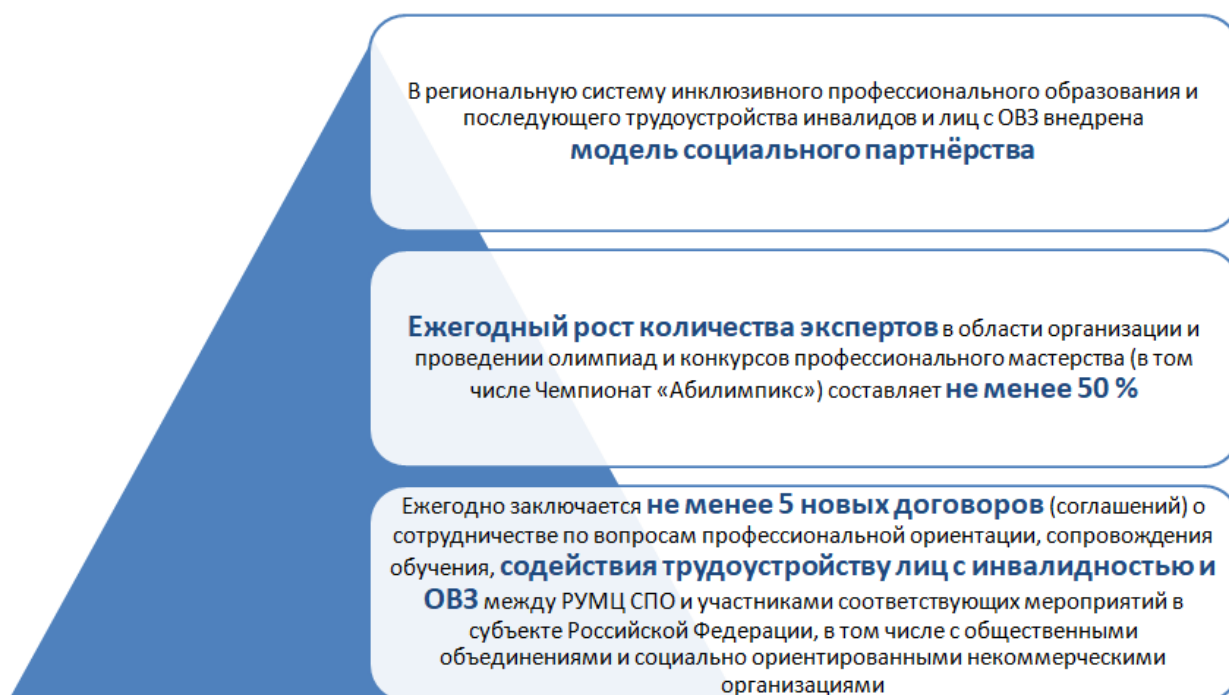 В региональную систему инклюзивного профессионального образования и
последующего трудоустройства инвалидов и лиц с ОВЗ внедрена
модель социального партнёрства
Ежегодный рост количества экспертов в области организации и
проведении олимпиад и конкурсов профессионального мастерства (в том
числе Чемпионат «Абилимпикс») составляет не менее 50 %
Ежегодно заключается не менее 5 новых договоров (соглашений) о
сотрудничестве по вопросам профессиональной ориентации, сопровождения
обучения, содействия трудоустройству лиц с инвалидностью и
ОВЗ между РУМЦ СПО и участниками соответствующих мероприятий в
субъекте Российской Федерации, в том числе с общественными
объединениями и социально ориентированными некоммерческими
организациями